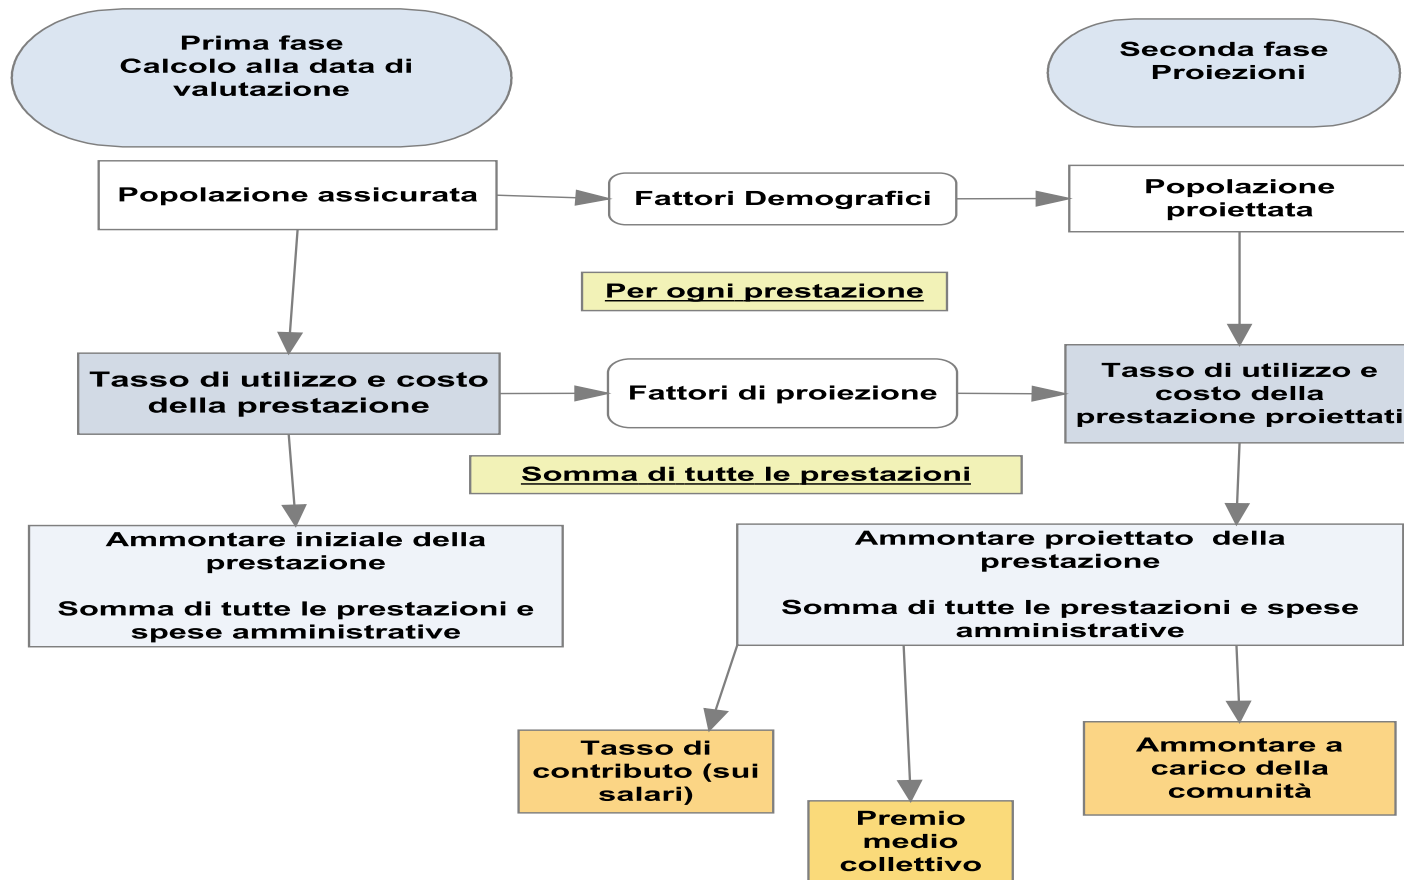 Prima fase
Calcolo alla data di
valutazione
Seconda fase
Proiezioni
Popolazione assicurata
Fattori Demografici
Popolazione
proiettata
Per ogni prestazione
Tasso di utilizzo e costo
della prestazione
Fattori di proiezione
Tasso di utilizzo e
costo della
prestazione proiettati
Somma di tutte le prestazioni
Ammontare iniziale della
prestazione
Somma di tutte le prestazioni e
spese amministrative
Ammontare proiettato  della
prestazione
Somma di tutte le prestazioni e spese
amministrative
Tasso di
contributo (sui
salari)
Premio
medio
collettivo
Ammontare a
carico della
comunità